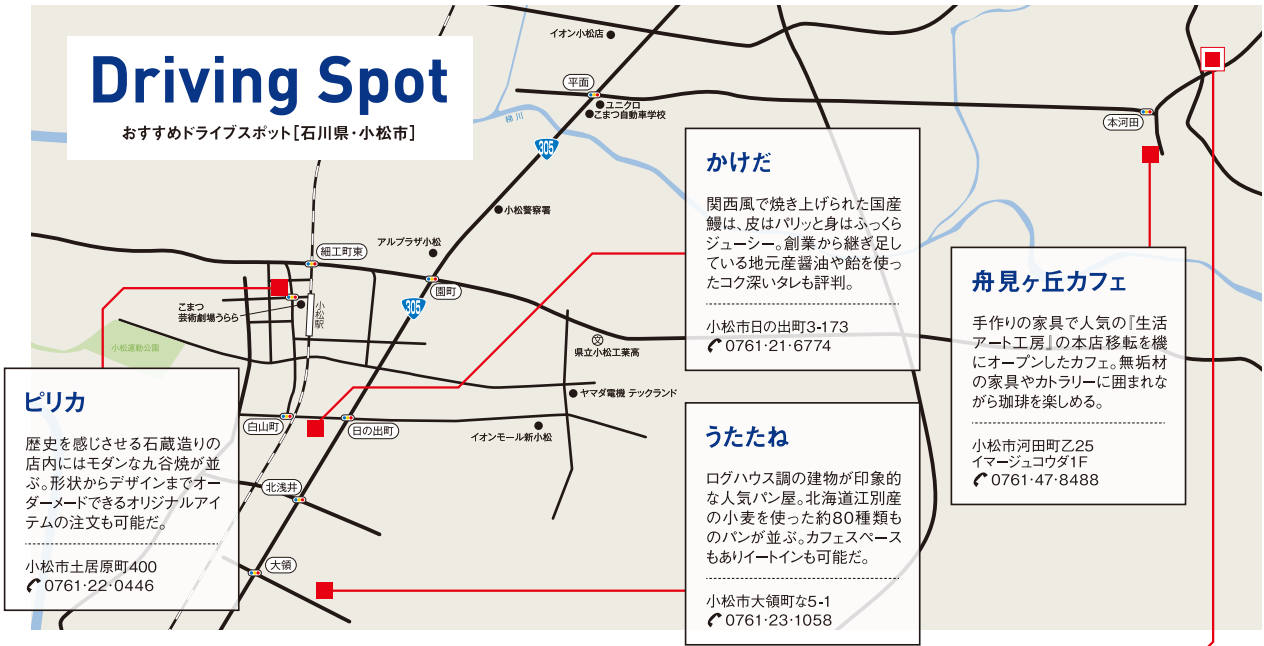 Driving Spot
おすすめドライブスポット[石川県・小松市]
イオン小松店
平面
ユニクロ
こまつ自動車学校
梯川
305
本河田
小松警察署
アルプラザ小松
細工町東
園町
305
こまつ
芸術劇場うらら
小松駅
小松運動公園
県立小松工業高
ヤマダ電機 テックランド
白山町
日の出町
イオンモール新小松
北浅井
大領
かけだ
関西風で焼き上げられた国産
鰻は、皮はパリッと身はふっくら
ジューシー。創業から継ぎ足し
ている地元産醤油や飴を使っ
たコク深いタレも評判。
小松市日の出町3-173
0761・21・6774
舟見ヶ丘カフェ
手作りの家具で人気の『生活
アート工房』の本店移転を機
にオープンしたカフェ。無垢材
の家具やカトラリーに囲まれな
がら珈琲を楽しめる。
小松市河田町乙25
イマージュコウダ1F
0761・47・8488
ピリカ
歴史を感じさせる石蔵造りの
店内にはモダンな九谷焼が並
ぶ。形状からデザインまでオー
ダーメードできるオリジナルアイ
テムの注文も可能だ。
小松市土居原町400
0761・22・0446
うたたね
ログハウス調の建物が印象的
な人気パン屋。北海道江別産
の小麦を使った約80種類も
のパンが並ぶ。カフェスペース
もありイートインも可能だ。
小松市大領町な5-1
0761・23・1058